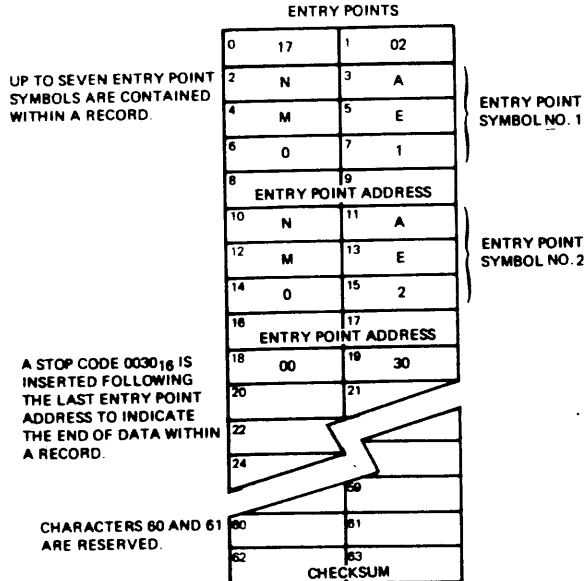 ENTRY POINTS
0 17 1 02
UP TO SEVEN ENTRY POINT
SYMBOLS ARE CONTAINED
WITHIN A RECORD.
2 N 3 A
4 M 5 E
6 0 7 1
ENTRY POINT
SYMBOL NO. 1
8 9
ENTRY POINT ADDRESS
10 N 11 A
12 M 13 E
14 0 15 2
ENTRY POINT
SYMBOL NO. 2
16 17
ENTRY POINT ADDRESS
18 00 19 30
A STOP CODE 0030₁₆ IS
INSERTED FOLLOWING
THE LAST ENTRY POINT
ADDRESS TO INDICATE
THE END OF DATA WITHIN
A RECORD.
20 21
22
24
59
CHARACTERS 60 AND 61
ARE RESERVED.
60 61
62 63
CHECKSUM